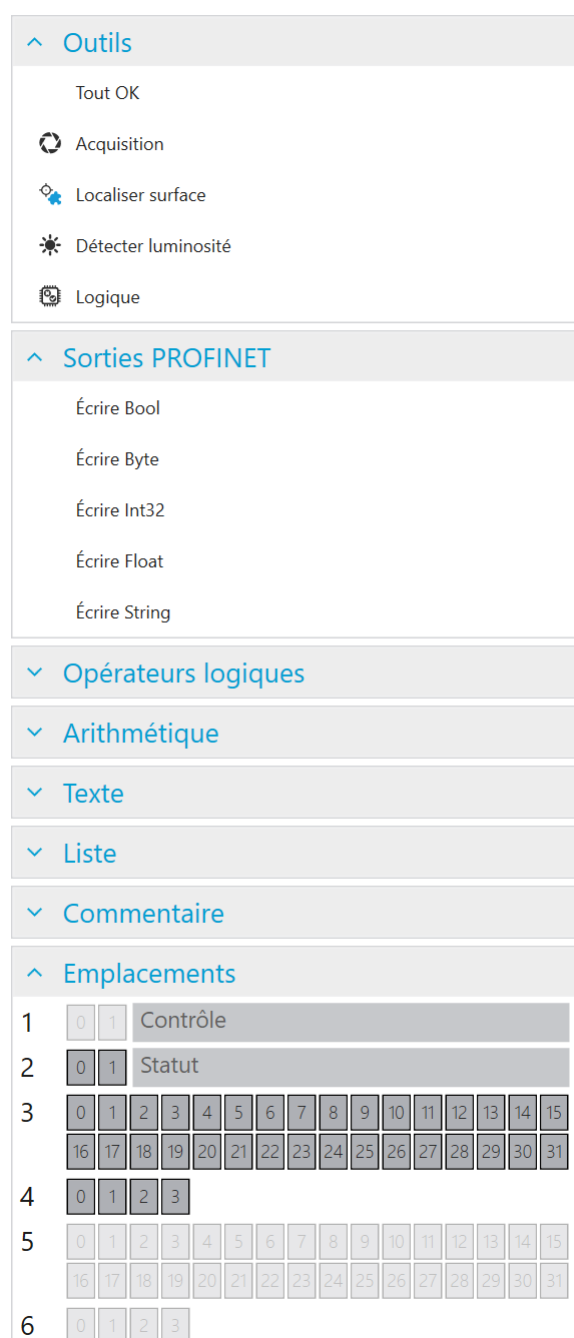 Outils
Tout OK
Acquisition
Localiser surface
Détecter luminosité
Logique
Sorties PROFINET
Écrire Bool
Écrire Byte
Écrire Int32
Écrire Float
Écrire String
Opérateurs logiques
Arithmétique
Texte
Liste
Commentaire
Emplacements
1 0 1 Contrôle
2 0 1 Statut
3 0 1 2 3 4 5 6 7 8 9 10 11 12 13 14 15
16 17 18 19 20 21 22 23 24 25 26 27 28 29 30 31
4 0 1 2 3
5 0 1 2 3 4 5 6 7 8 9 10 11 12 13 14 15
16 17 18 19 20 21 22 23 24 25 26 27 28 29 30 31
6 0 1 2 3